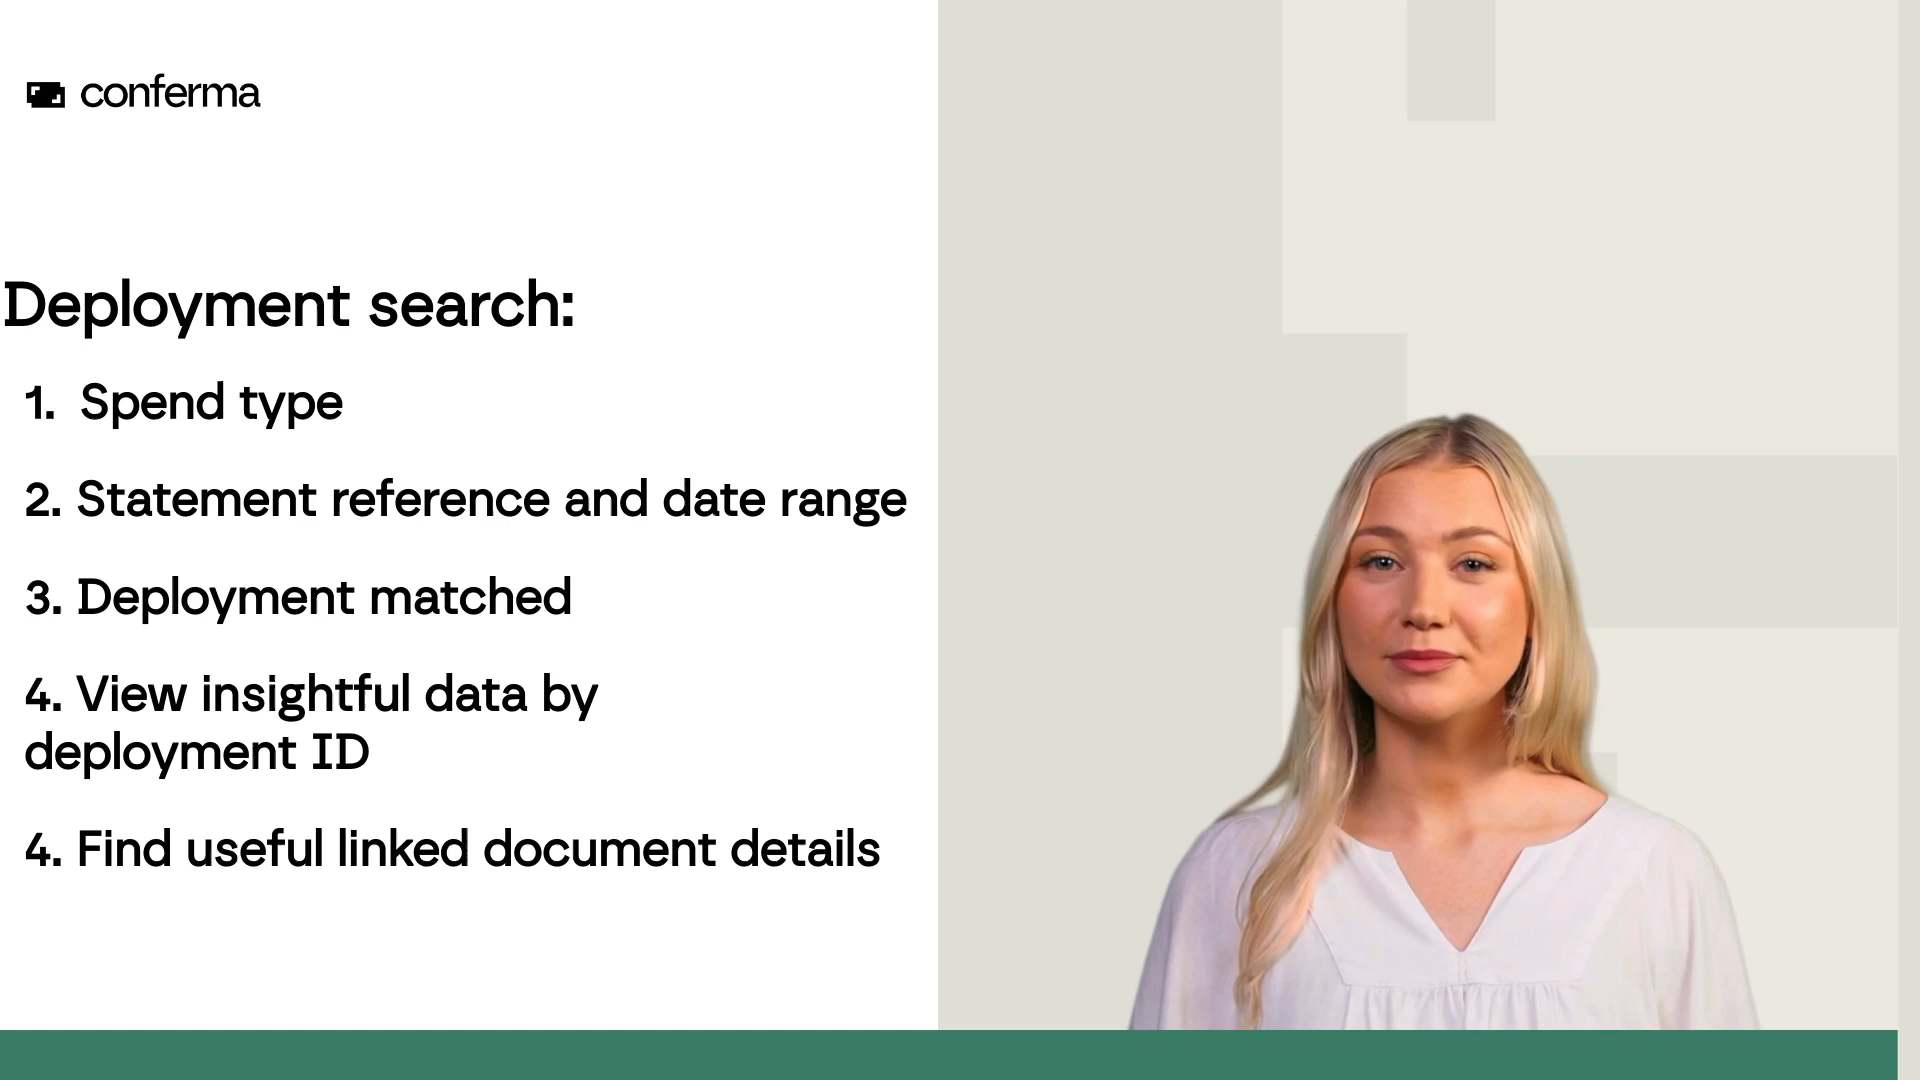 conferma
Deployment search:
1. Spend type
2. Statement reference and date range
3. Deployment matched
4. View insightful data by
deployment ID
4. Find useful linked document details